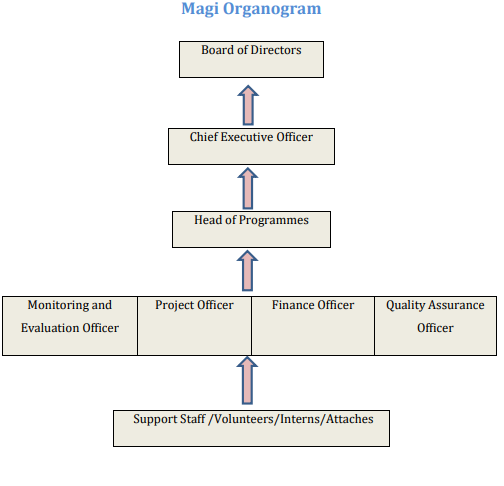 Magi Organogram
Board of Directors
Chief Executive Officer
Head of Programmes
Monitoring and
Evaluation Officer
Project Officer
Finance Officer
Quality Assurance
Officer
Support Staff /Volunteers/Interns/Attaches